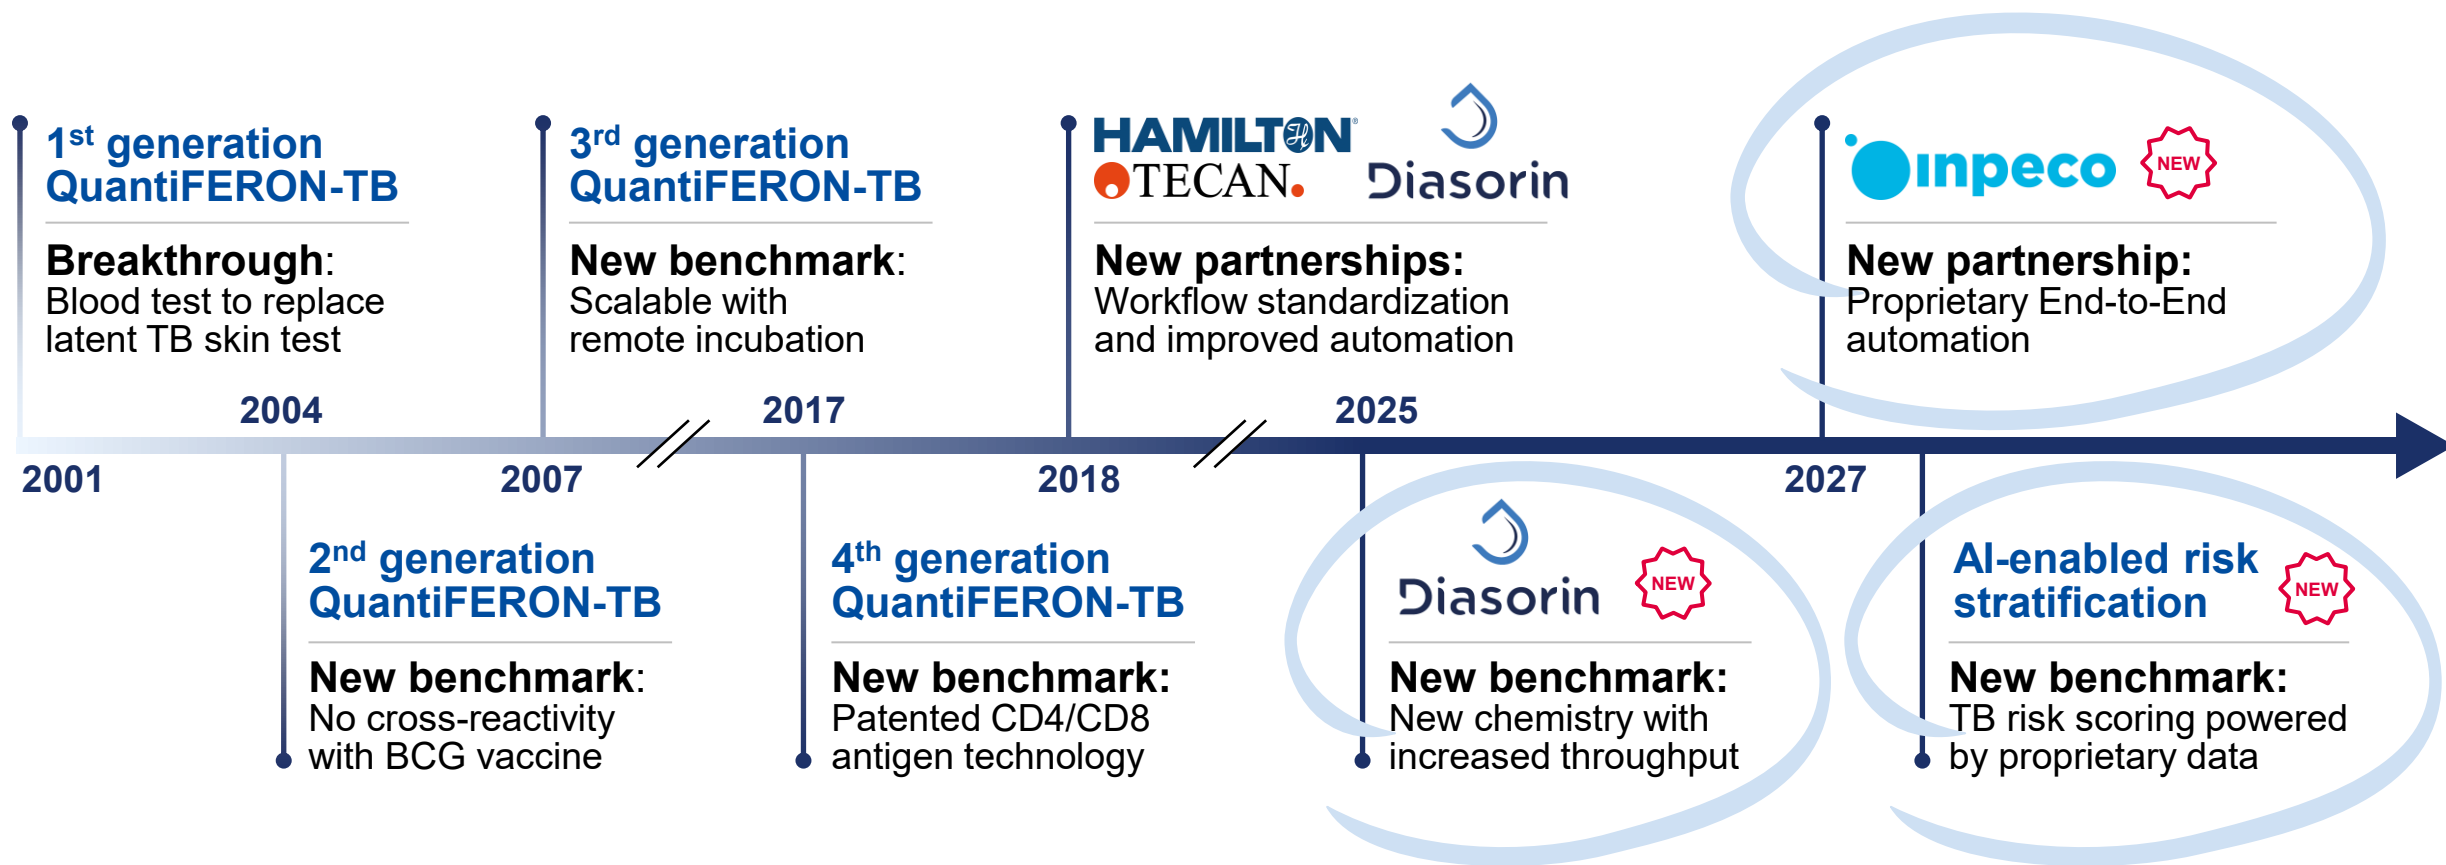 1st generation
QuantiFERON-TB
Breakthrough:
Blood test to replace
latent TB skin test
2001
2004
2nd generation
QuantiFERON-TB
New benchmark:
No cross-reactivity
with BCG vaccine
3rd generation
QuantiFERON-TB
New benchmark:
Scalable with
remote incubation
2007
2017
4th generation
QuantiFERON-TB
New benchmark:
Patented CD4/CD8
antigen technology
HAMILTON®
TECAN.
Diasorin
New partnerships:
Workflow standardization
and improved automation
2018
2025
Diasorin
NEW
New benchmark:
New chemistry with
increased throughput
inpeco
NEW
New partnership:
Proprietary End-to-End
automation
2027
AI-enabled risk
stratification
NEW
New benchmark:
TB risk scoring powered
by proprietary data